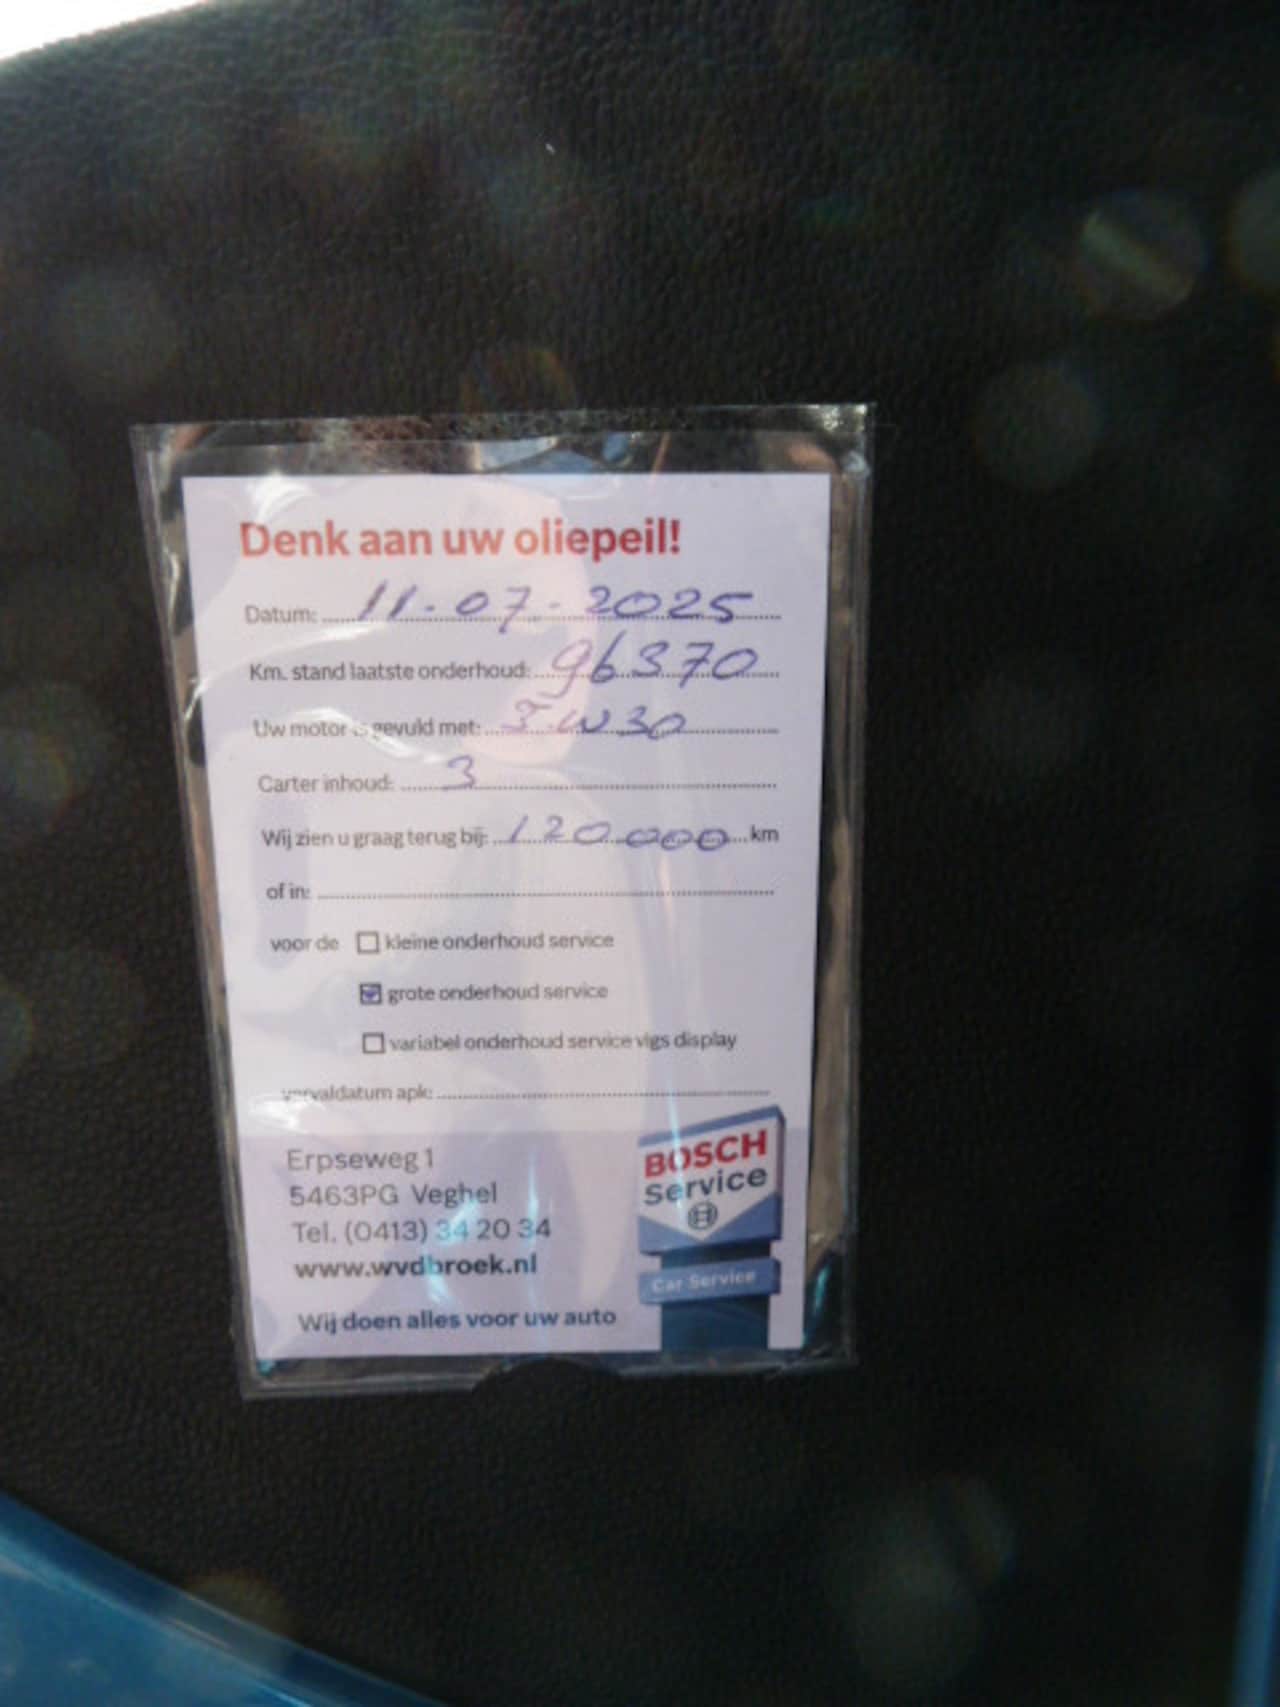 Denk aan uw oliepeil!
Datum: 11-07-2025
Km. stand laatste onderhoud: 96370
Uw motor is gevuld met: 5W30
Carter inhoud: 3
Wij zien u graag terug bij: 120.000 km
of in:
voor de kleine onderhoud service
grote onderhoud service
variabel onderhoud service vlgs display
vervaldatum apk:
Erpseweg 1
5463PG Veghel
Tel. (0413) 34 20 34
www.wvdbroek.nl
Wij doen alles voor uw auto
BOSCH
Service
Car Service